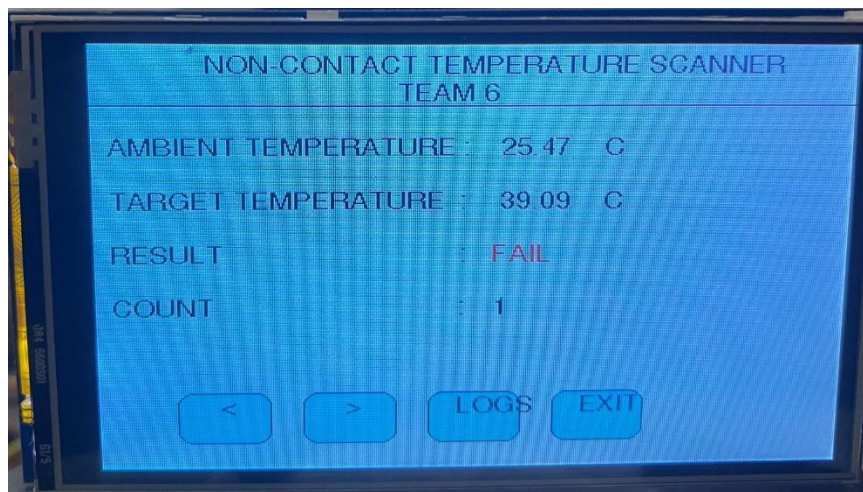 NON-CONTACT TEMPERATURE SCANNER
TEAM 6
AMBIENT TEMPERATURE : 25.47 C
TARGET TEMPERATURE : 39.09 C
RESULT : FAIL
COUNT : 1
< > LOGS EXIT